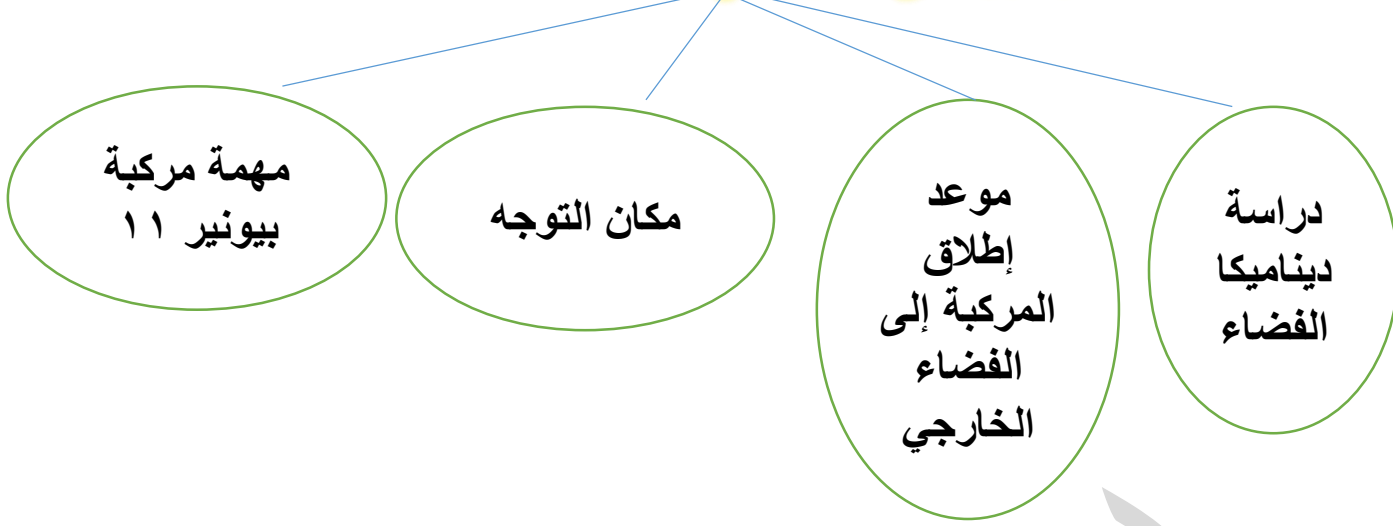 دراسة
ديناميكا
الفضاء
موعد
إطلاق
المركبة إلى
الفضاء
الخارجي
مكان التوجه
مهمة مركبة
بيونير ١١